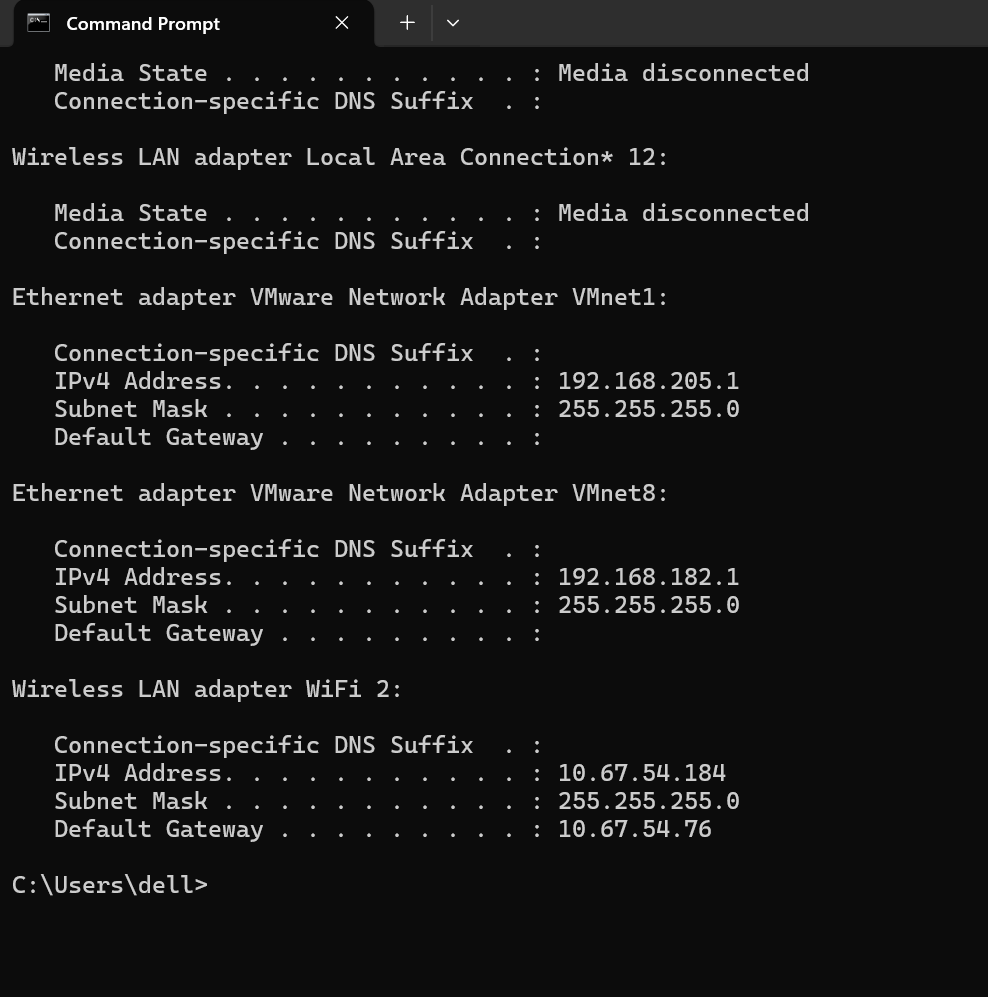 Command Prompt
Media State . . . . . . . . . . . : Media disconnected
Connection-specific DNS Suffix  . :
Wireless LAN adapter Local Area Connection* 12:
Media State . . . . . . . . . . . : Media disconnected
Connection-specific DNS Suffix  . :
Ethernet adapter VMware Network Adapter VMnet1:
Connection-specific DNS Suffix  . :
IPv4 Address. . . . . . . . . . . : 192.168.205.1
Subnet Mask . . . . . . . . . . . : 255.255.255.0
Default Gateway . . . . . . . . . :
Ethernet adapter VMware Network Adapter VMnet8:
Connection-specific DNS Suffix  . :
IPv4 Address. . . . . . . . . . . : 192.168.182.1
Subnet Mask . . . . . . . . . . . : 255.255.255.0
Default Gateway . . . . . . . . . :
Wireless LAN adapter WiFi 2:
Connection-specific DNS Suffix  . :
IPv4 Address. . . . . . . . . . . : 10.67.54.184
Subnet Mask . . . . . . . . . . . : 255.255.255.0
Default Gateway . . . . . . . . . : 10.67.54.76
C:\Users\dell>